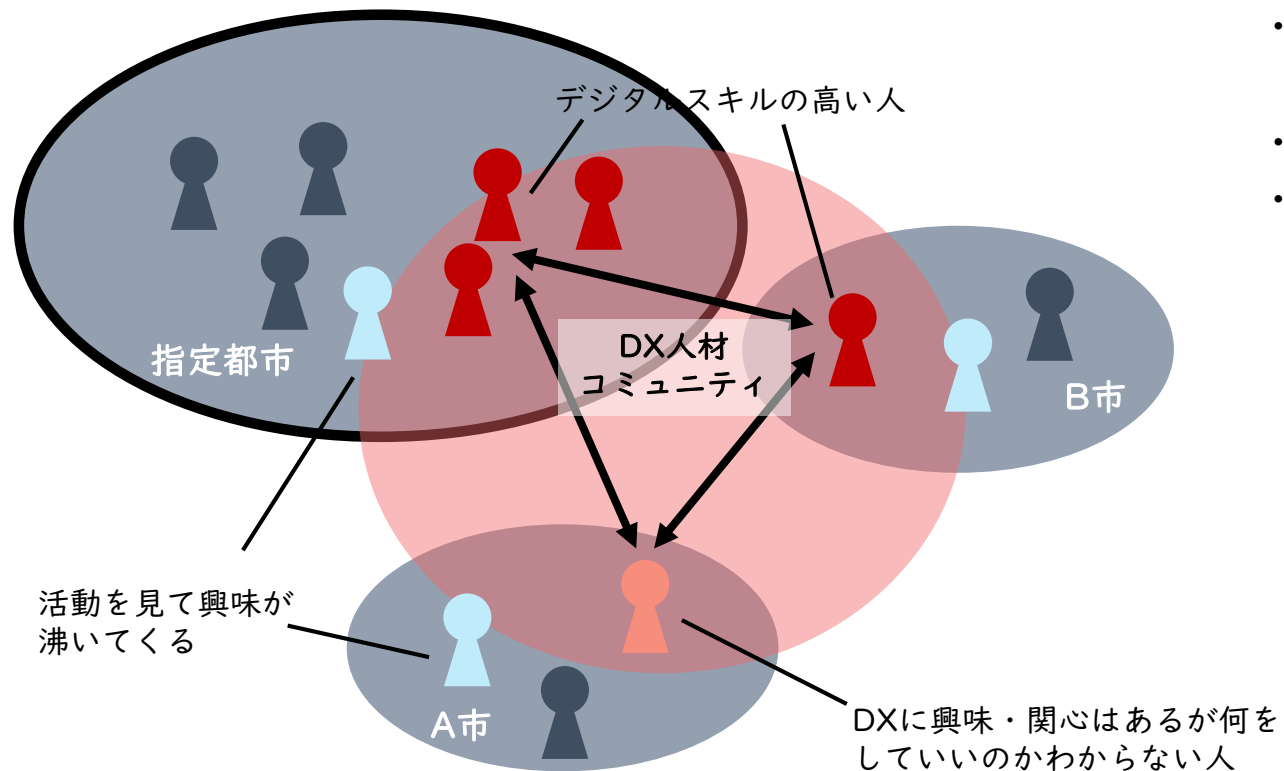 ・
デジタルスキルの高い人
・
・
指定都市
DX人材
コミュニティ
B市
活動を見て興味が
沸いてくる
A市
DXに興味・関心はあるが何を
していいのかわからない人